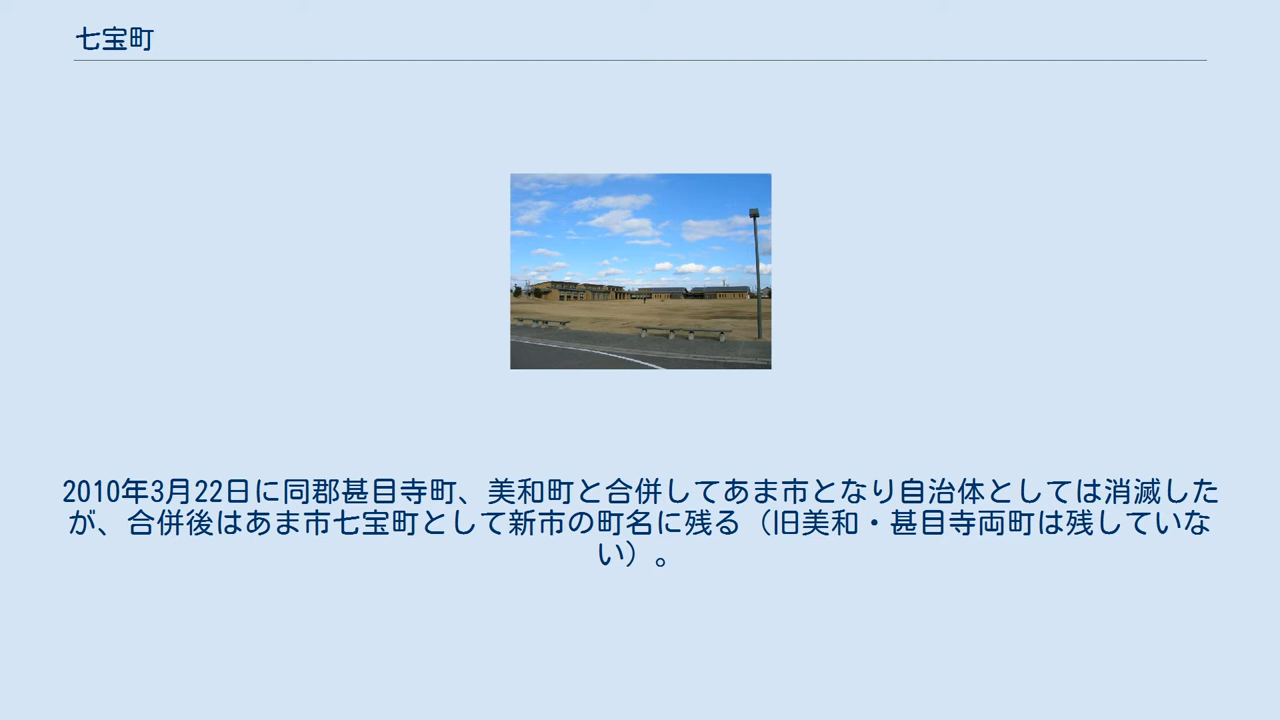 七宝町
2010年3月22日に同郡甚目寺町、美和町と合併してあま市となり自治体としては消滅した
が、合併後はあま市七宝町として新市の町名に残る（旧美和・甚目寺両町は残していな
い）。